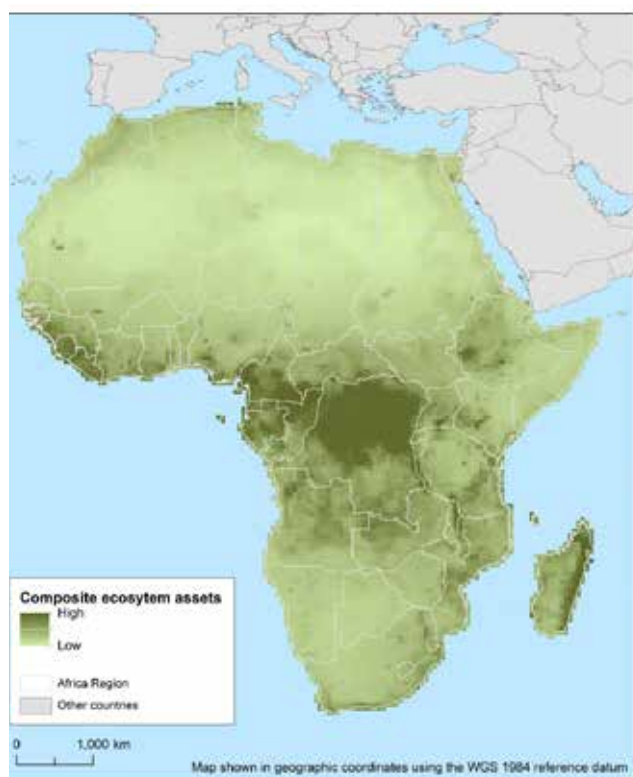 Composite ecosytem assets
High
Low
Africa Region
Other countries
0 1,000 km
Map shown in geographic coordinates using the WGS 1984 reference datum